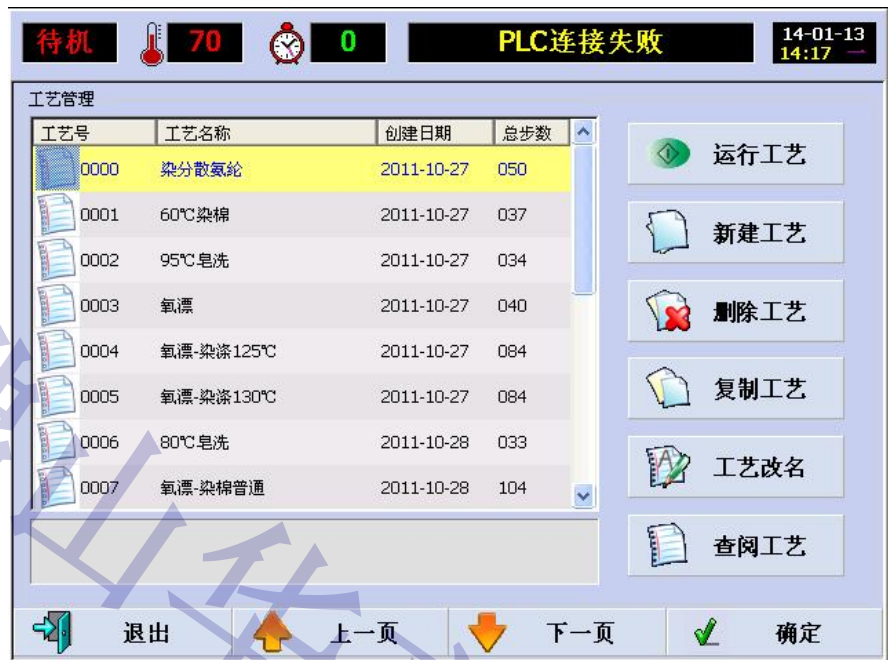 待机 70 0 PLC连接失败 14-01-13
14:17 一
工艺管理
工艺号 工艺名称 创建日期 总步数
0000 染分散氨纶 2011-10-27 050
0001 60℃染棉 2011-10-27 037
0002 95℃皂洗 2011-10-27 034
0003 氧漂 2011-10-27 040
0004 氧漂-染涤125℃ 2011-10-27 084
0005 氧漂-染涤130℃ 2011-10-27 084
0006 80℃皂洗 2011-10-28 033
0007 氧漂-染棉普通 2011-10-28 104
运行工艺
新建工艺
删除工艺
复制工艺
工艺改名
查阅工艺
退出 上一页 下一页 确定